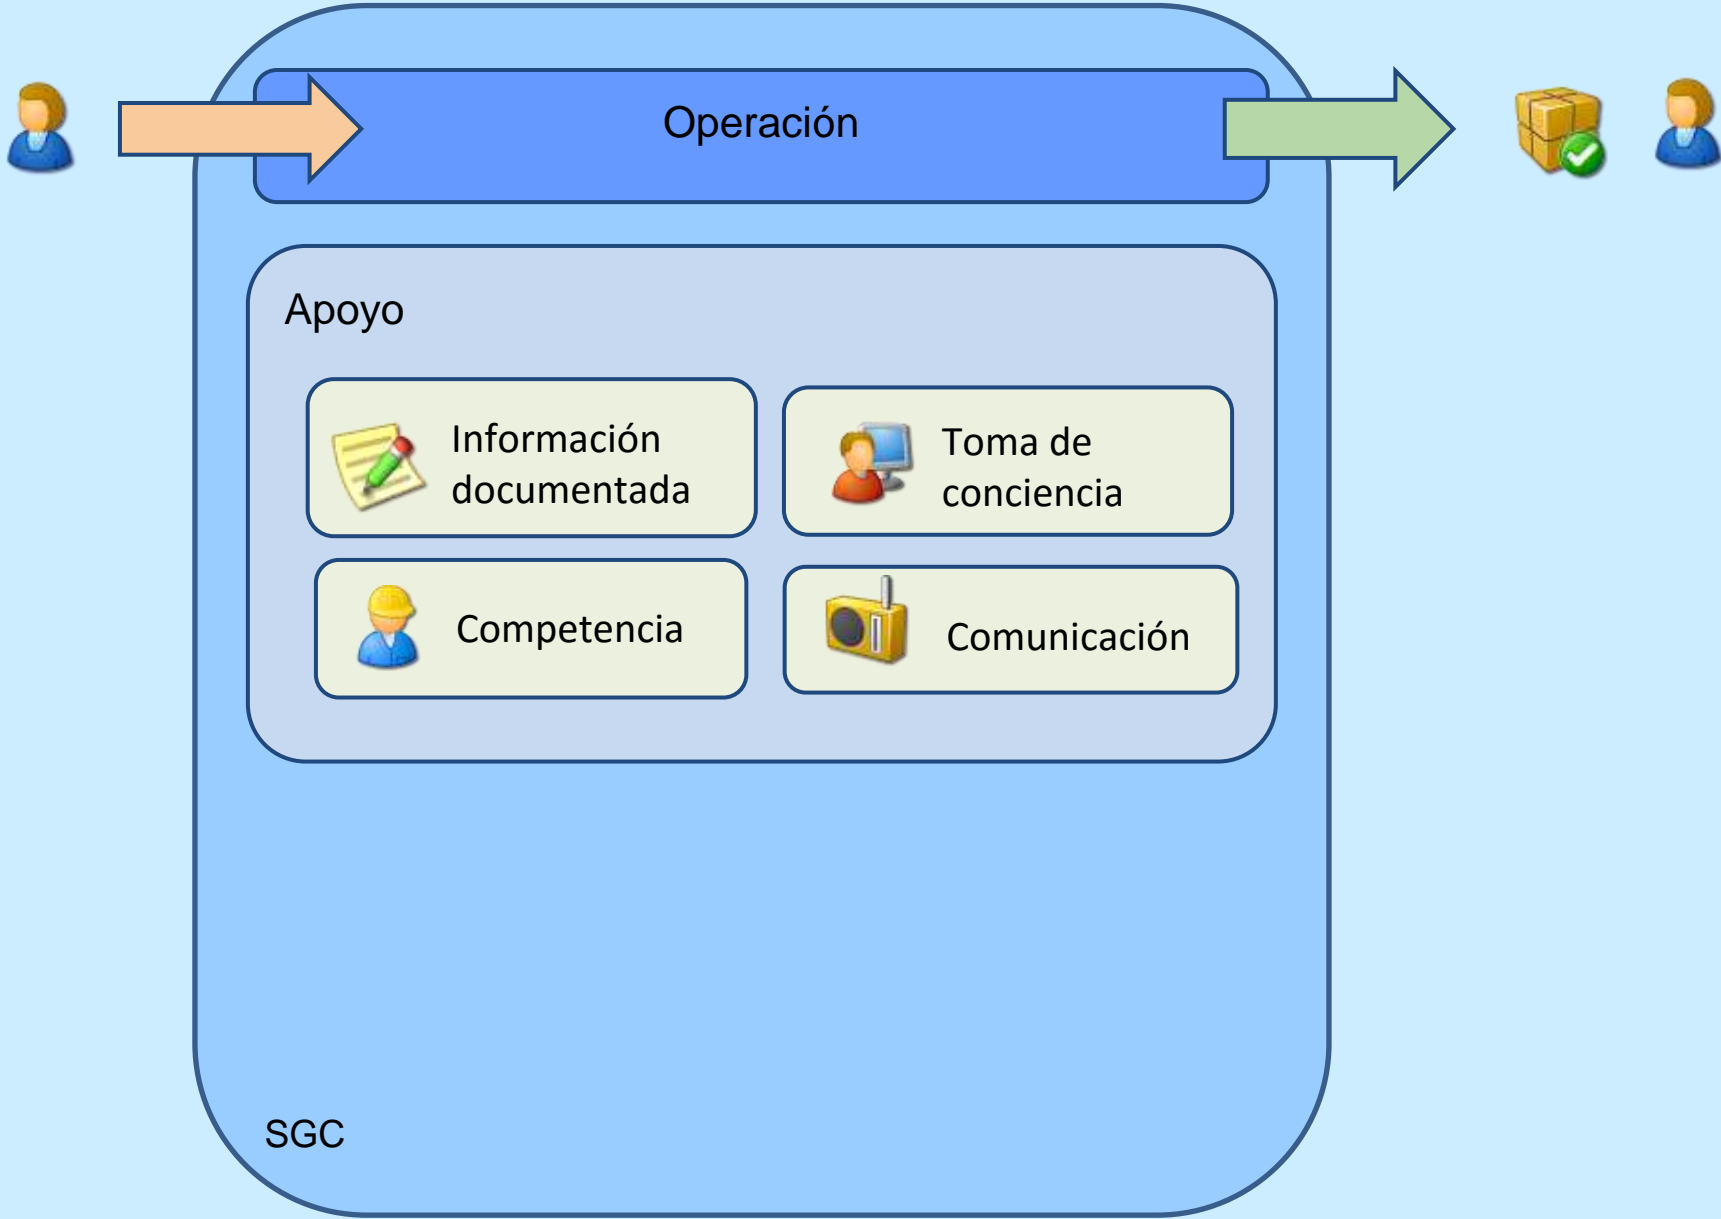 Operación
Apoyo
Información
documentada
Toma de
conciencia
Competencia
Comunicación
SGC